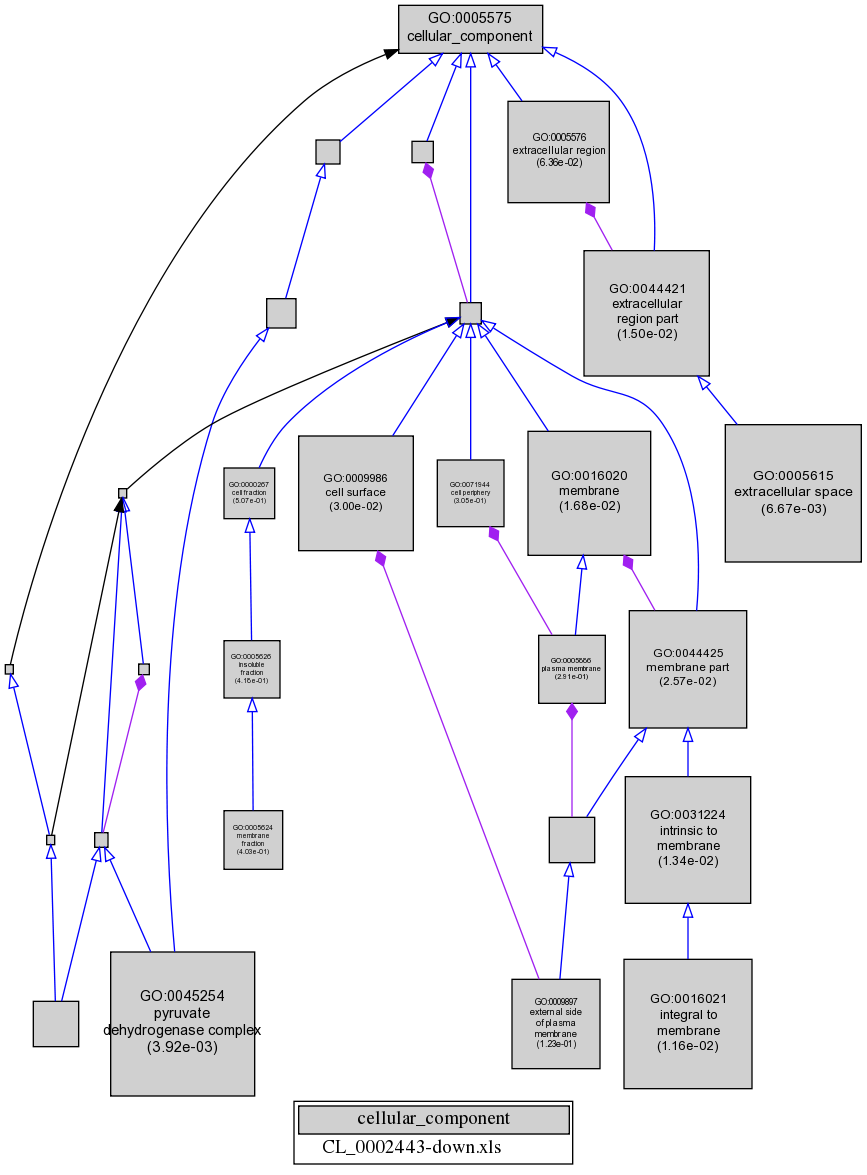 GO:0005575
cellular_component
GO:0005576
extracellular region
(6.36e-02)
GO:0044421
extracellular
region part
(1.50e-02)
GO:0005615
extracellular space
(6.67e-03)
GO:0000267
cell fraction
(5.07e-01)
GO:0009986
cell surface
(3.00e-02)
GO:0071944
cell periphery
(3.05e-01)
GO:0016020
membrane
(1.68e-02)
GO:0005626
insoluble
fraction
(4.16e-01)
GO:0005886
plasma membrane
(2.91e-01)
GO:0044425
membrane part
(2.57e-02)
GO:0005624
membrane
fraction
(4.03e-01)
GO:0031224
intrinsic to
membrane
(1.34e-02)
GO:0045254
pyruvate
dehydrogenase complex
(3.92e-03)
GO:0009897
external side
of plasma
membrane
(1.23e-01)
GO:0016021
integral to
membrane
(1.16e-02)
cellular_component
CL_0002443-down.xls